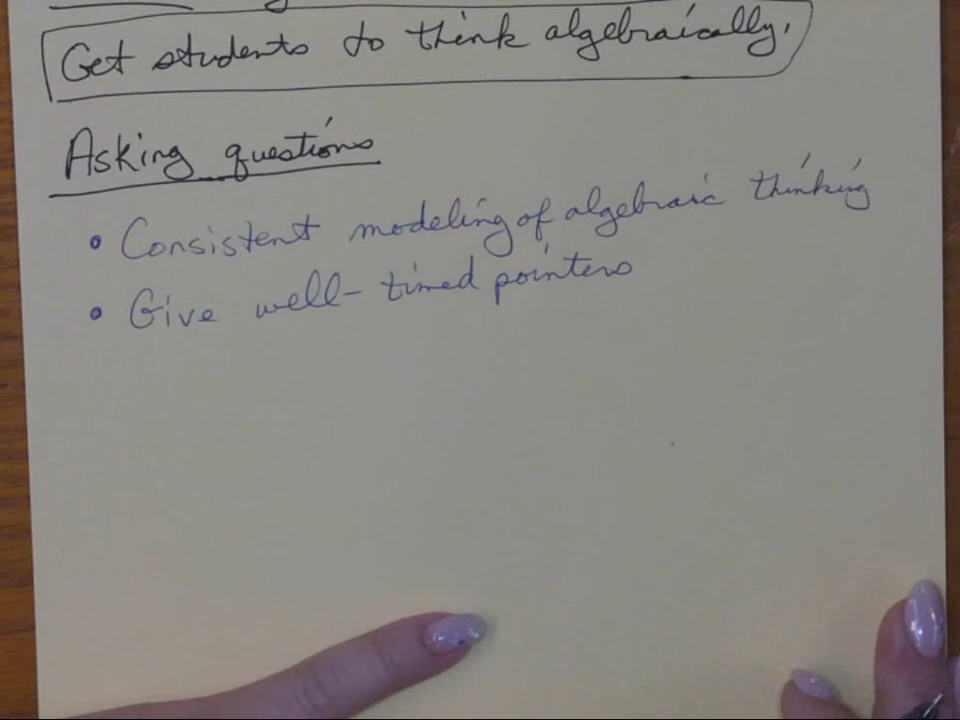 Get students to think algebraically.
Asking questions
• Consistent modeling of algebraic thinking
• Give well-timed pointers